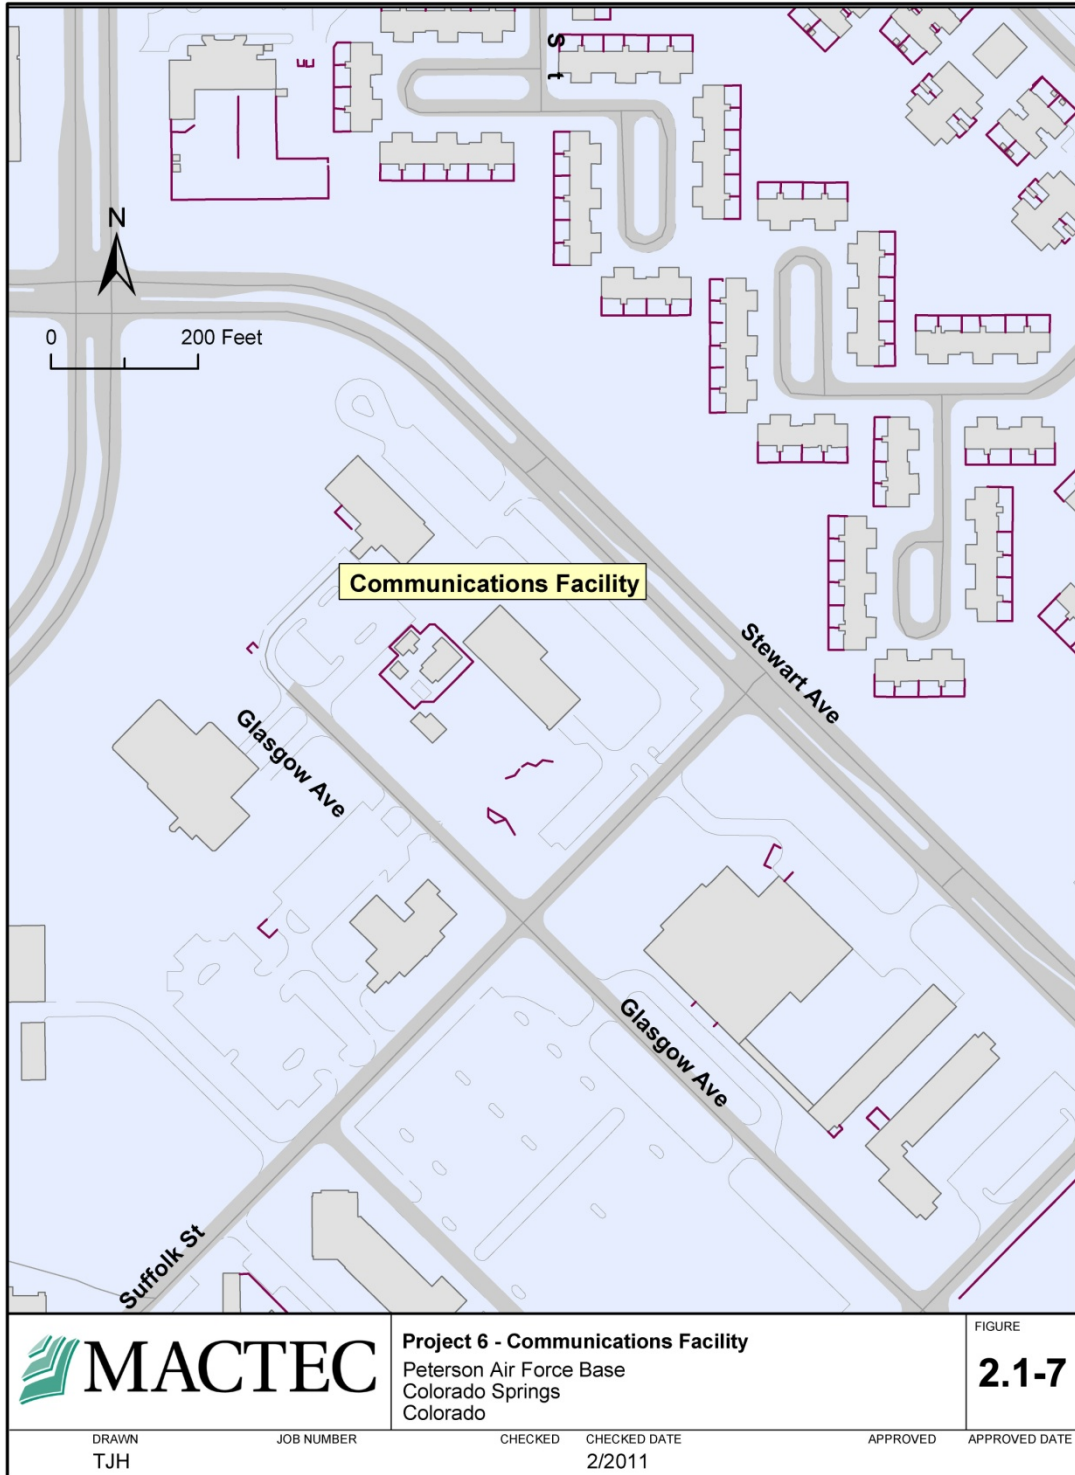 S
t
N
0 200 Feet
Communications Facility
Stewart Ave
Glasgow Ave
Glasgow Ave
Suffolk St
MACTEC
Project 6 - Communications Facility
Peterson Air Force Base
Colorado Springs
Colorado
FIGURE
2.1-7
DRAWN JOB NUMBER CHECKED CHECKED DATE APPROVED APPROVED DATE
TJH 2/2011